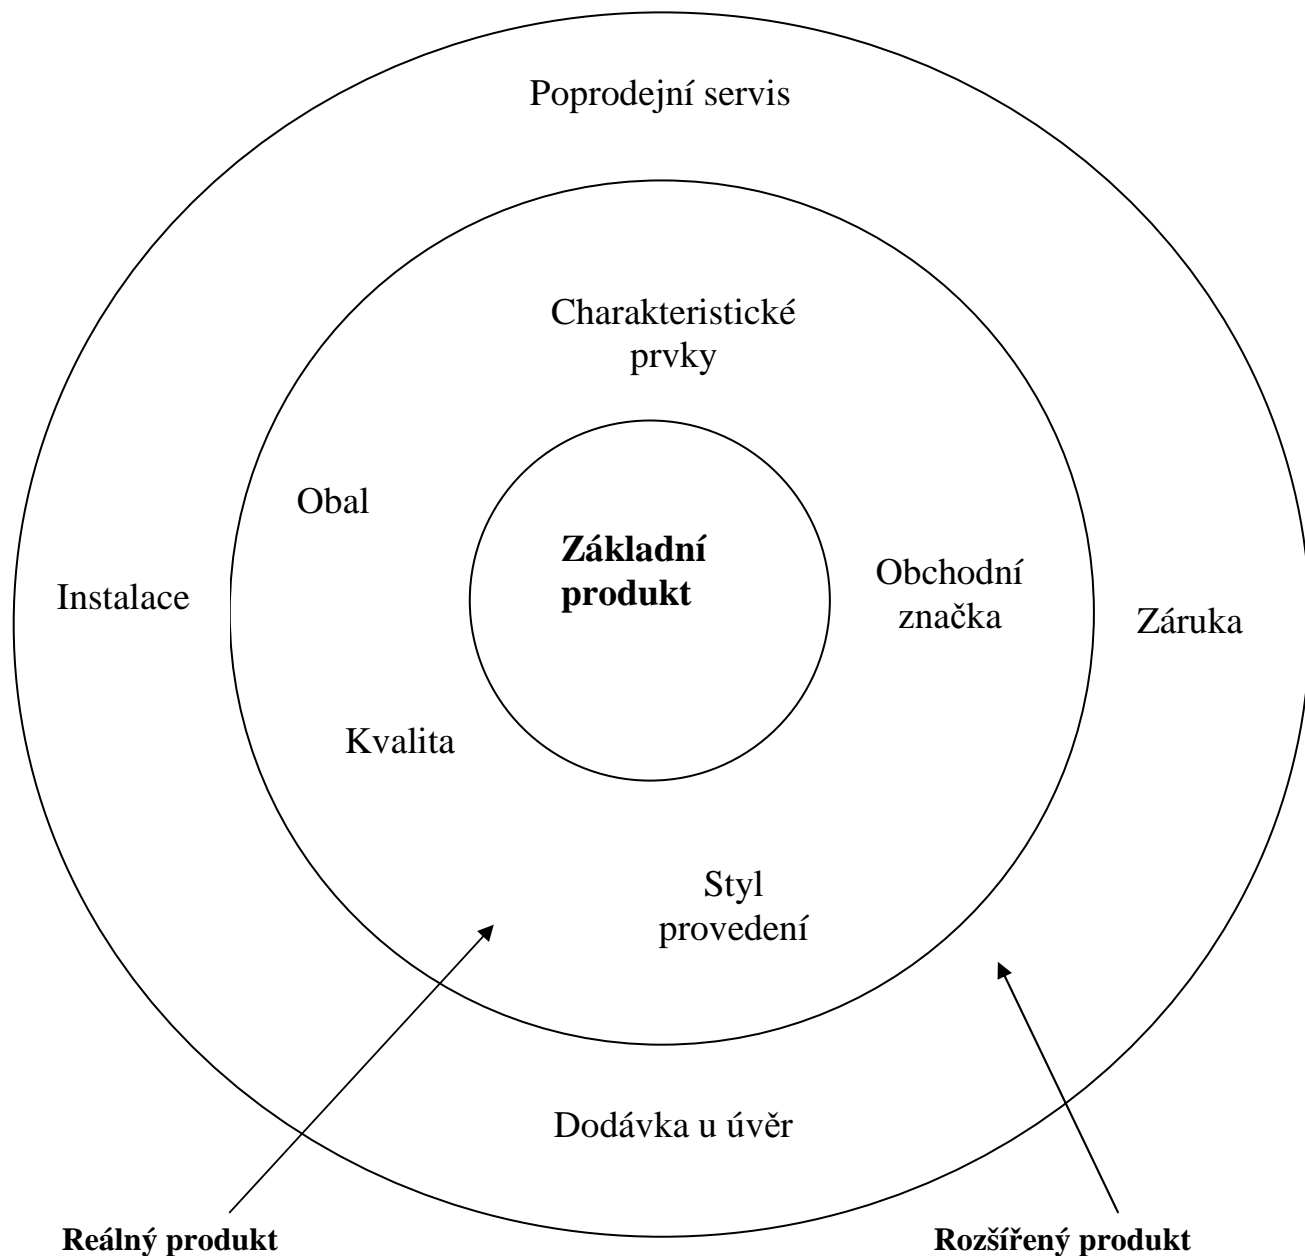 Poprodejní servis
Charakteristické
prvky
Obal
Základní
produkt
Obchodní
značka
Instalace
Záruka
Kvalita
Styl
provedení
Dodávka u úvěr
Reálný produkt
Rozšířený produkt